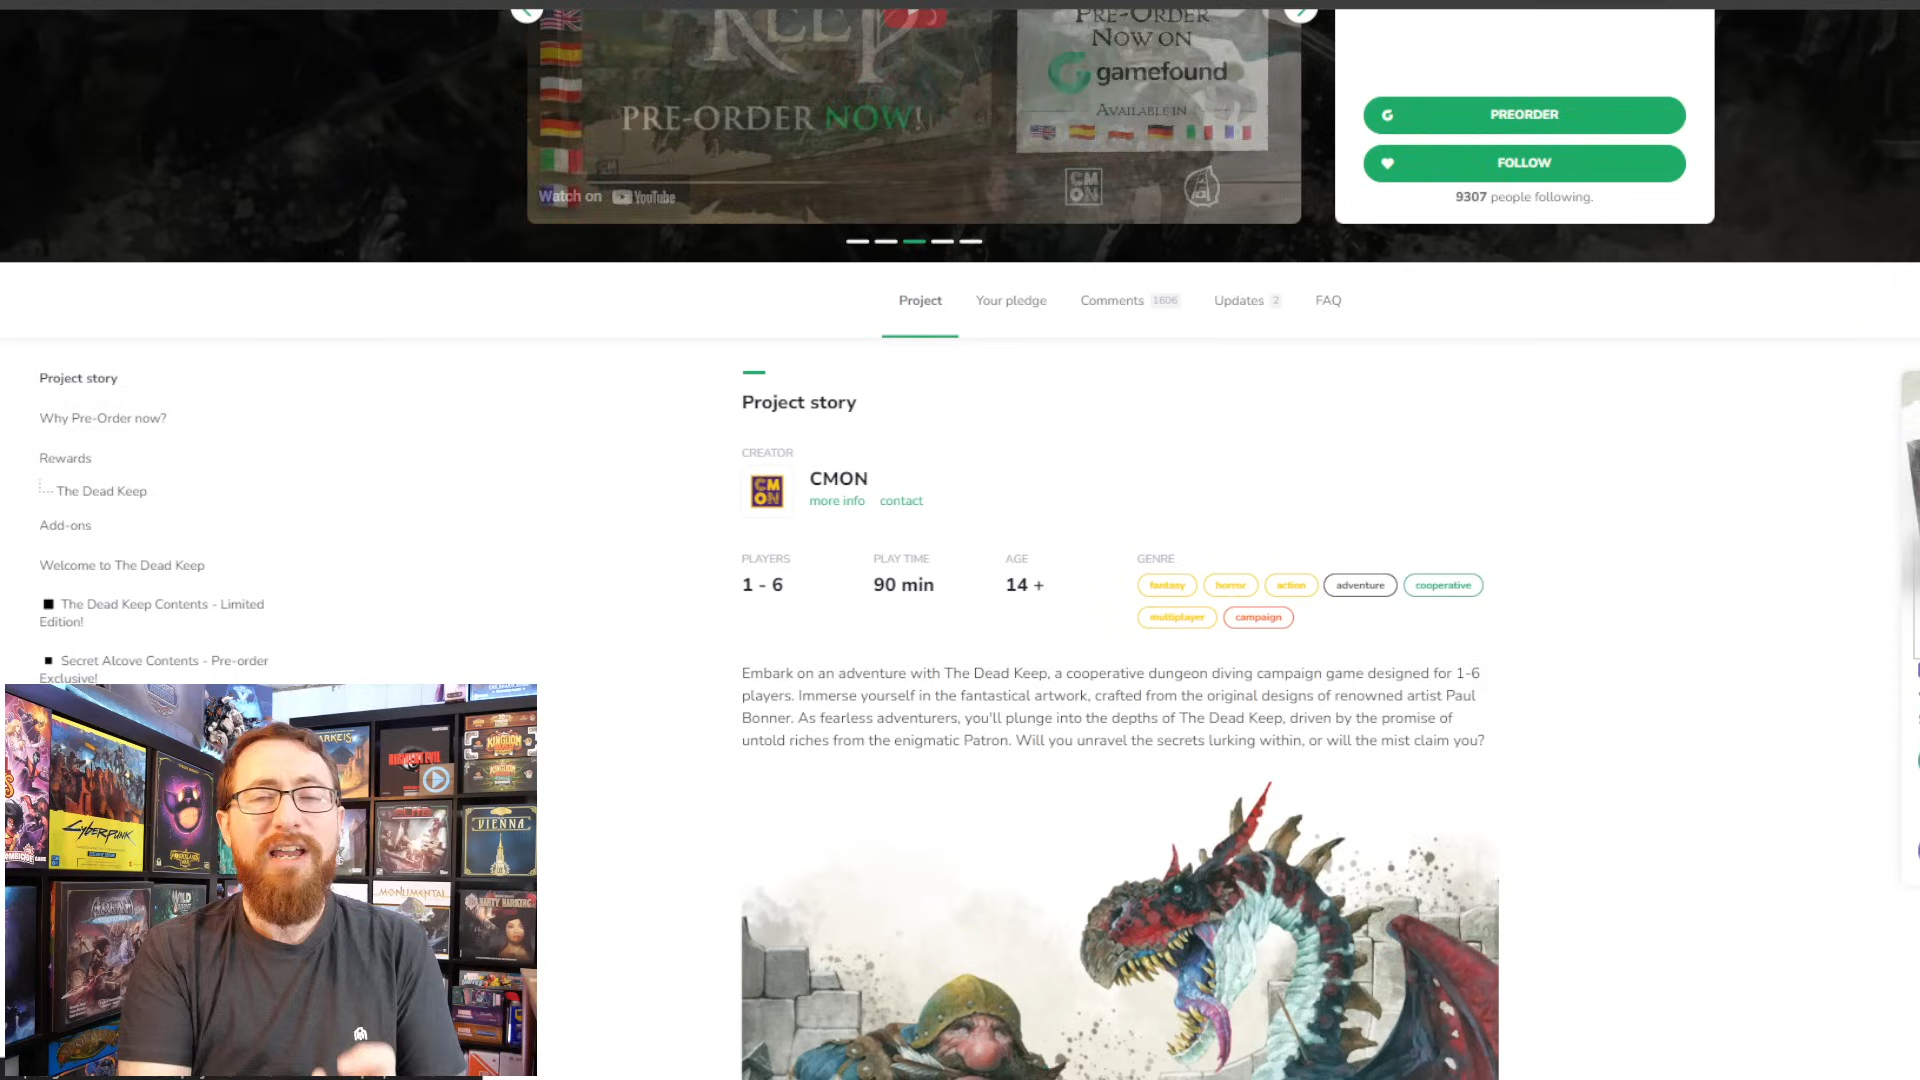 KEEP
PRE-ORDER NOW!
Watch on YouTube
PRE-ORDER
NOW ON
gamefound
AVAILABLE IN
CMON
PREORDER
FOLLOW
9307 people following.
Project
Your pledge
Comments 1606
Updates 2
FAQ
Project story
Why Pre-Order now?
Rewards
The Dead Keep
Add-ons
Welcome to The Dead Keep
The Dead Keep Contents - Limited
Edition!
Secret Alcove Contents - Pre-order
Exclusive!
Project story
CREATOR
CMON
CMON
more info contact
PLAYERS
1 - 6
PLAY TIME
90 min
AGE
14 +
GENRE
fantasy horror action adventure cooperative
multiplayer campaign
Embark on an adventure with The Dead Keep, a cooperative dungeon diving campaign game designed for 1-6
players. Immerse yourself in the fantastical artwork, crafted from the original designs of renowned artist Paul
Bonner. As fearless adventurers, you'll plunge into the depths of The Dead Keep, driven by the promise of
untold riches from the enigmatic Patron. Will you unravel the secrets lurking within, or will the mist claim you?
CYBERPUNK
RESIDENT EVIL
KINGDOM
KINGDOM
VIENNA
MONUMENTAL
WILD